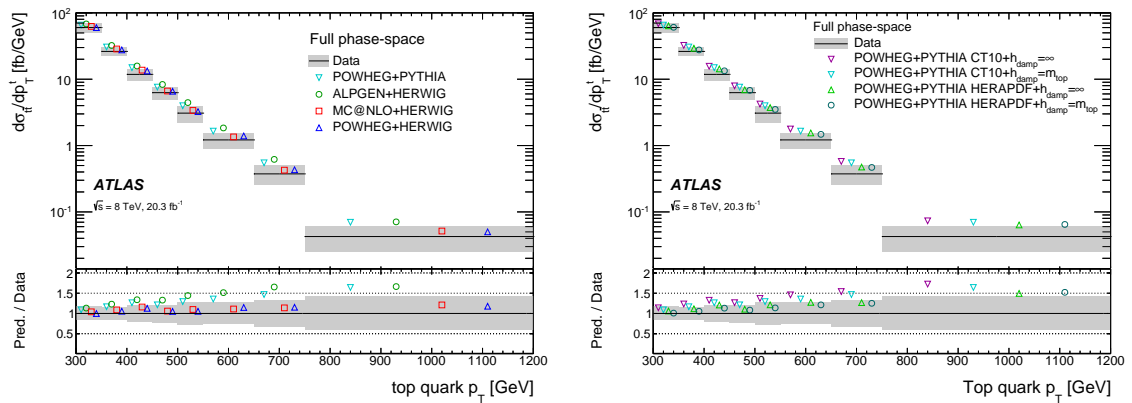 Full phase-space
Data
POWHEG+PYTHIA
ALPGEN+HERWIG
MC@NLO+HERWIG
POWHEG+HERWIG
ATLAS
√s = 8 TeV, 20.3 fb⁻¹
dσ_tt̄/dp_T^t [fb/GeV]
10²
10
1
10⁻¹
Pred. / Data
2
1.5
1
0.5
300 400 500 600 700 800 900 1000 1100 1200
top quark p_T [GeV]
Full phase-space
Data
POWHEG+PYTHIA CT10+h_damp=∞
POWHEG+PYTHIA CT10+h_damp=m_top
POWHEG+PYTHIA HERAPDF+h_damp=∞
POWHEG+PYTHIA HERAPDF+h_damp=m_top
ATLAS
√s = 8 TeV, 20.3 fb⁻¹
dσ_tt̄/dp_T^t [fb/GeV]
10²
10
1
10⁻¹
Pred. / Data
2
1.5
1
0.5
300 400 500 600 700 800 900 1000 1100 1200
Top quark p_T [GeV]